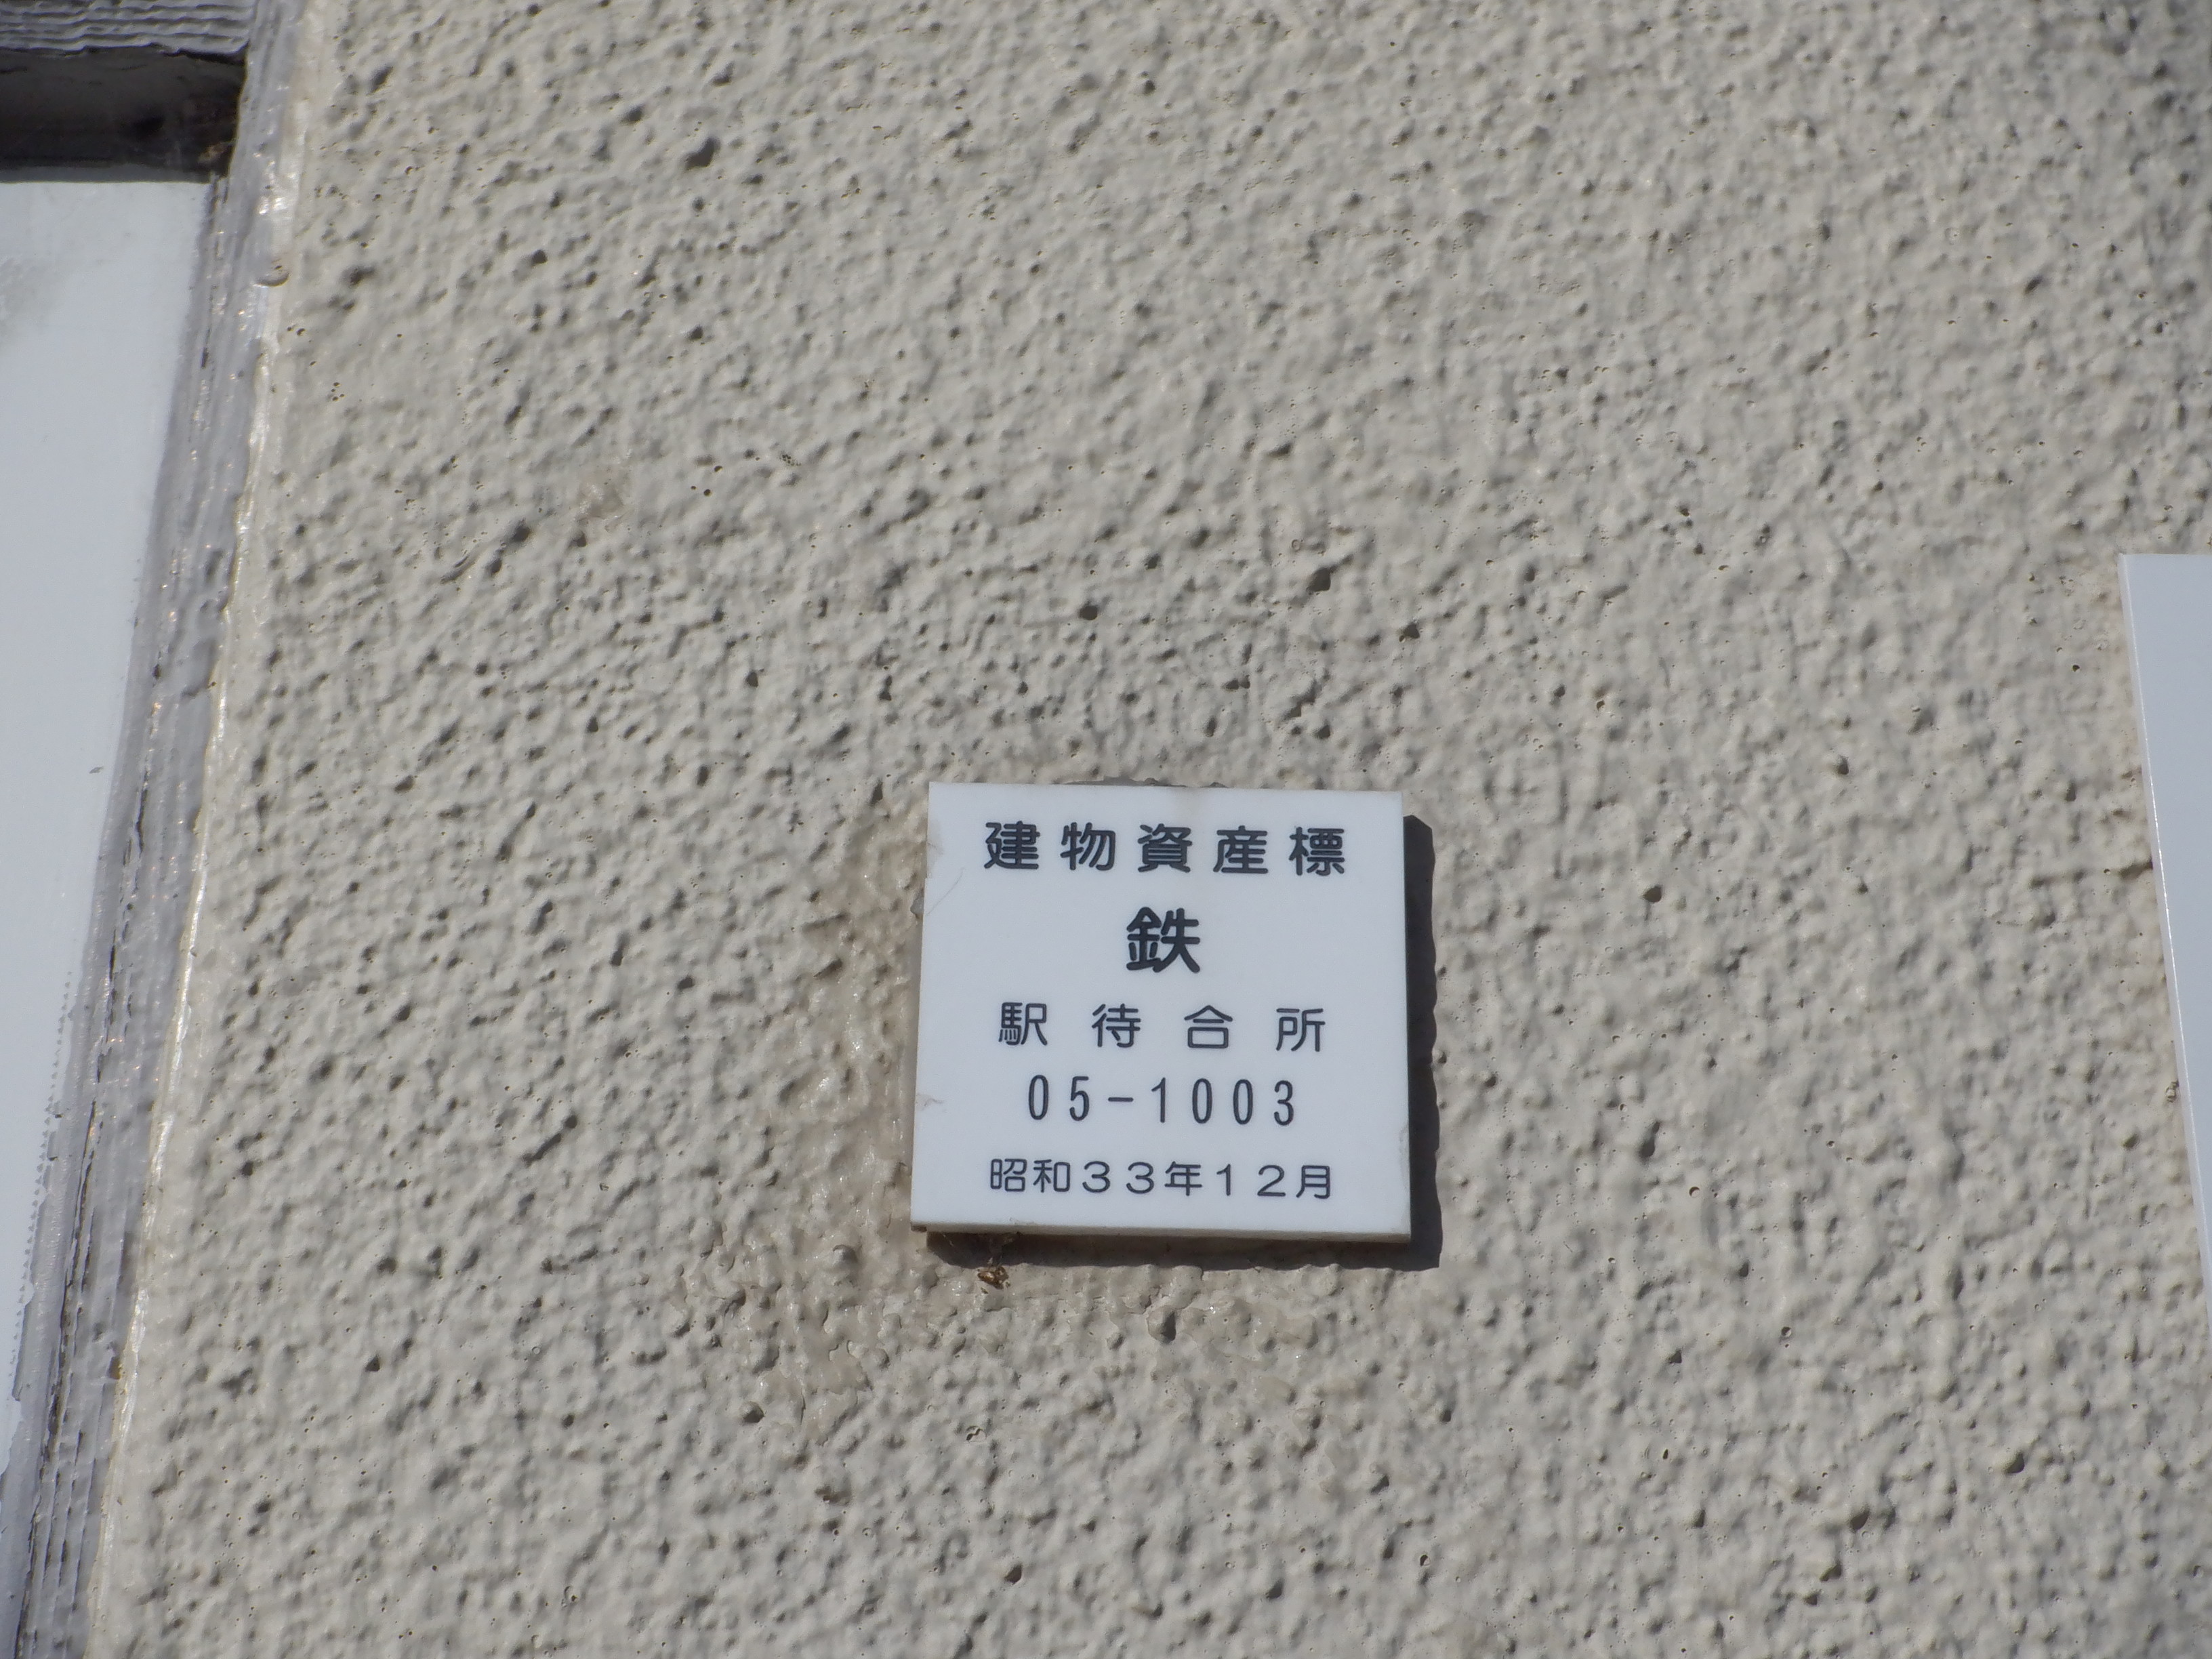 建物資産標
鉄
駅待合所
05-1003
昭和33年12月